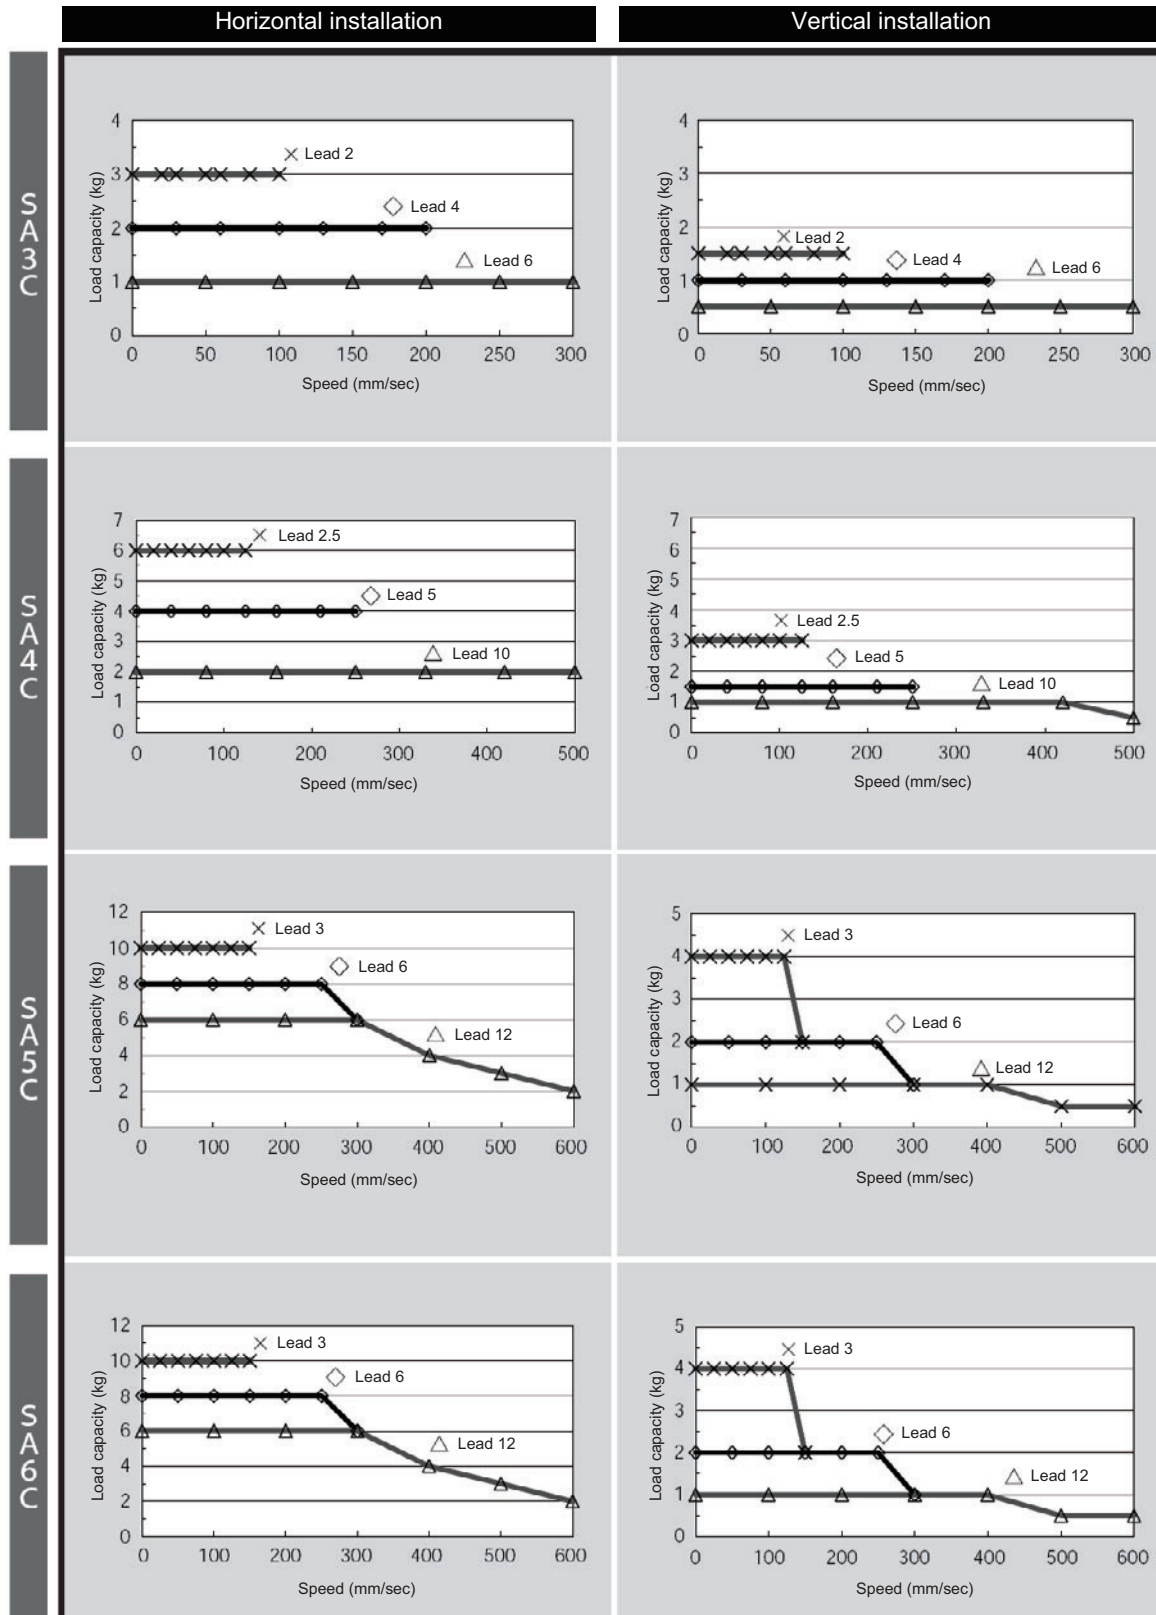 Horizontal installation
Vertical installation
SA3C
Load capacity (kg)
4
3
2
1
0
Lead 2
Lead 4
Lead 6
0 50 100 150 200 250 300
Speed (mm/sec)
Load capacity (kg)
4
3
2
1
0
Lead 2
Lead 4
Lead 6
0 50 100 150 200 250 300
Speed (mm/sec)
SA4C
Load capacity (kg)
7
6
5
4
3
2
1
0
Lead 2.5
Lead 5
Lead 10
0 100 200 300 400 500
Speed (mm/sec)
Load capacity (kg)
7
6
5
4
3
2
1
0
Lead 2.5
Lead 5
Lead 10
0 100 200 300 400 500
Speed (mm/sec)
SA5C
Load capacity (kg)
12
10
8
6
4
2
0
Lead 3
Lead 6
Lead 12
0 100 200 300 400 500 600
Speed (mm/sec)
Load capacity (kg)
5
4
3
2
1
0
Lead 3
Lead 6
Lead 12
0 100 200 300 400 500 600
Speed (mm/sec)
SA6C
Load capacity (kg)
12
10
8
6
4
2
0
Lead 3
Lead 6
Lead 12
0 100 200 300 400 500 600
Speed (mm/sec)
Load capacity (kg)
5
4
3
2
1
0
Lead 3
Lead 6
Lead 12
0 100 200 300 400 500 600
Speed (mm/sec)